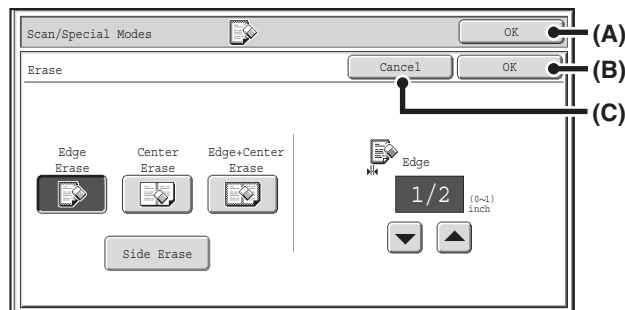 Scan/Special Modes
OK
(A)
Erase
Cancel
OK
(B)
(C)
Edge
Erase
Center
Erase
Edge+Center
Erase
Edge
1/2
(0~1)
inch
Side Erase